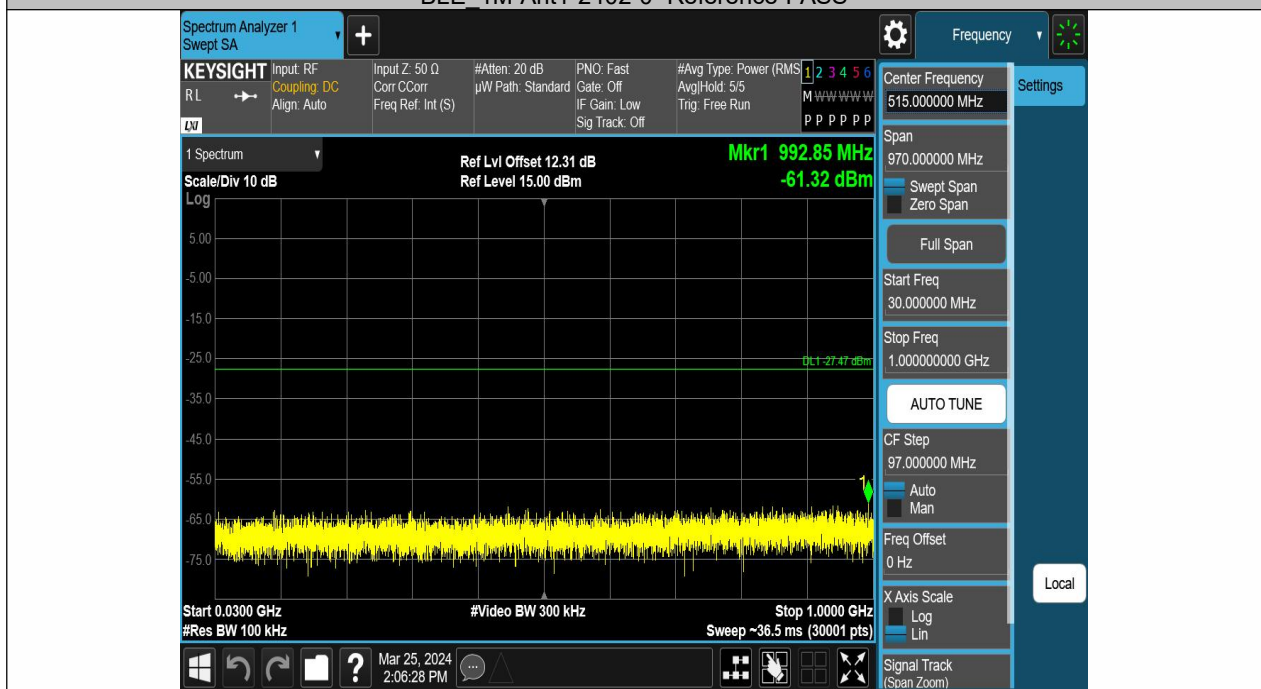 Spectrum Analyzer 1
Swept SA
Frequency
KEYSIGHT
RL
LXI
Input: RF
Coupling: DC
Align: Auto
Input Z: 50 Ω
Corr CCorr
Freq Ref: Int (S)
#Atten: 20 dB
µW Path: Standard
PNO: Fast
Gate: Off
IF Gain: Low
Sig Track: Off
#Avg Type: Power (RMS
Avg|Hold: 5/5
Trig: Free Run
1 2 3 4 5 6
M W W W W W
P P P P P P
1 Spectrum
Scale/Div 10 dB
Log
Ref Lvl Offset 12.31 dB
Ref Level 15.00 dBm
Mkr1 992.85 MHz
-61.32 dBm
5.00
-5.00
-15.0
-25.0
DL1 -27.47 dBm
-35.0
-45.0
-55.0
1
-65.0
-75.0
Start 0.0300 GHz
#Video BW 300 kHz
Stop 1.0000 GHz
#Res BW 100 kHz
Sweep ~36.5 ms (30001 pts)
?
Mar 25, 2024
2:06:28 PM
Center Frequency
515.000000 MHz
Settings
Span
970.000000 MHz
Swept Span
Zero Span
Full Span
Start Freq
30.000000 MHz
Stop Freq
1.000000000 GHz
AUTO TUNE
CF Step
97.000000 MHz
Auto
Man
Freq Offset
0 Hz
Local
X Axis Scale
Log
Lin
Signal Track
(Span Zoom)